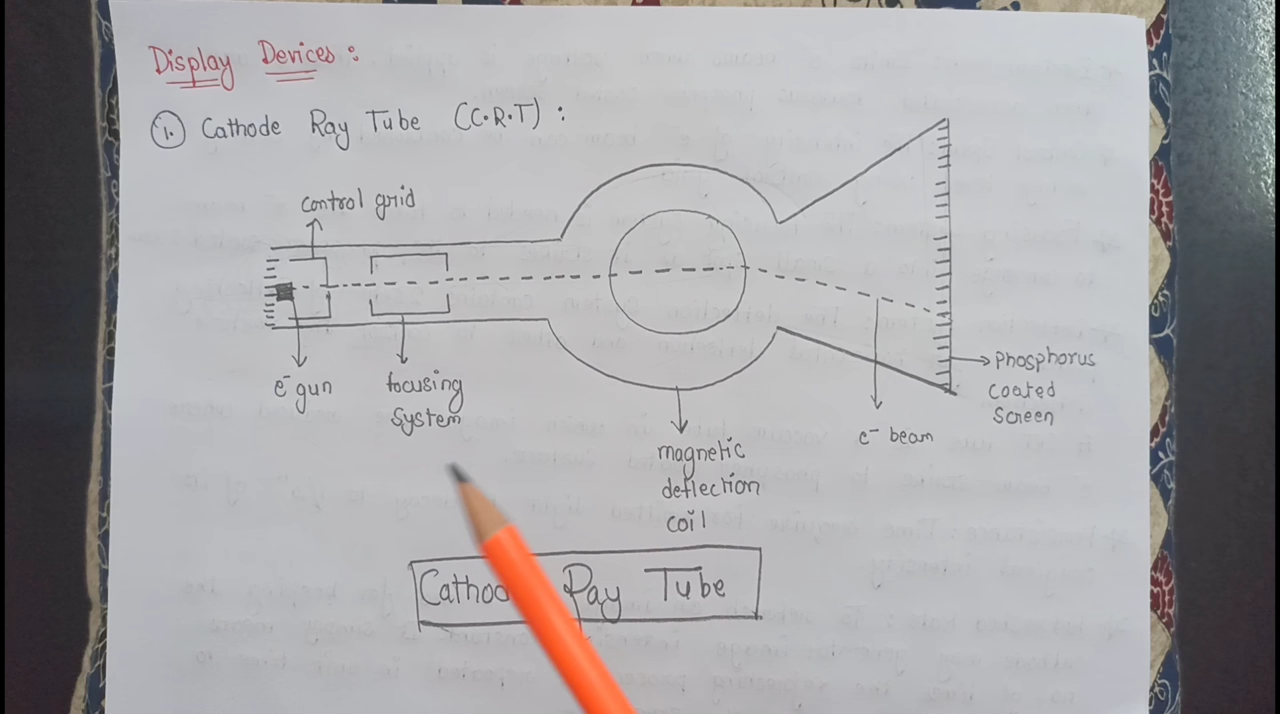 Display Devices :
1. Cathode Ray Tube (C.R.T) :
control grid
e⁻ gun
focusing
system
magnetic
deflection
coil
e⁻ beam
phosphorus
coated
screen
Ray Tube